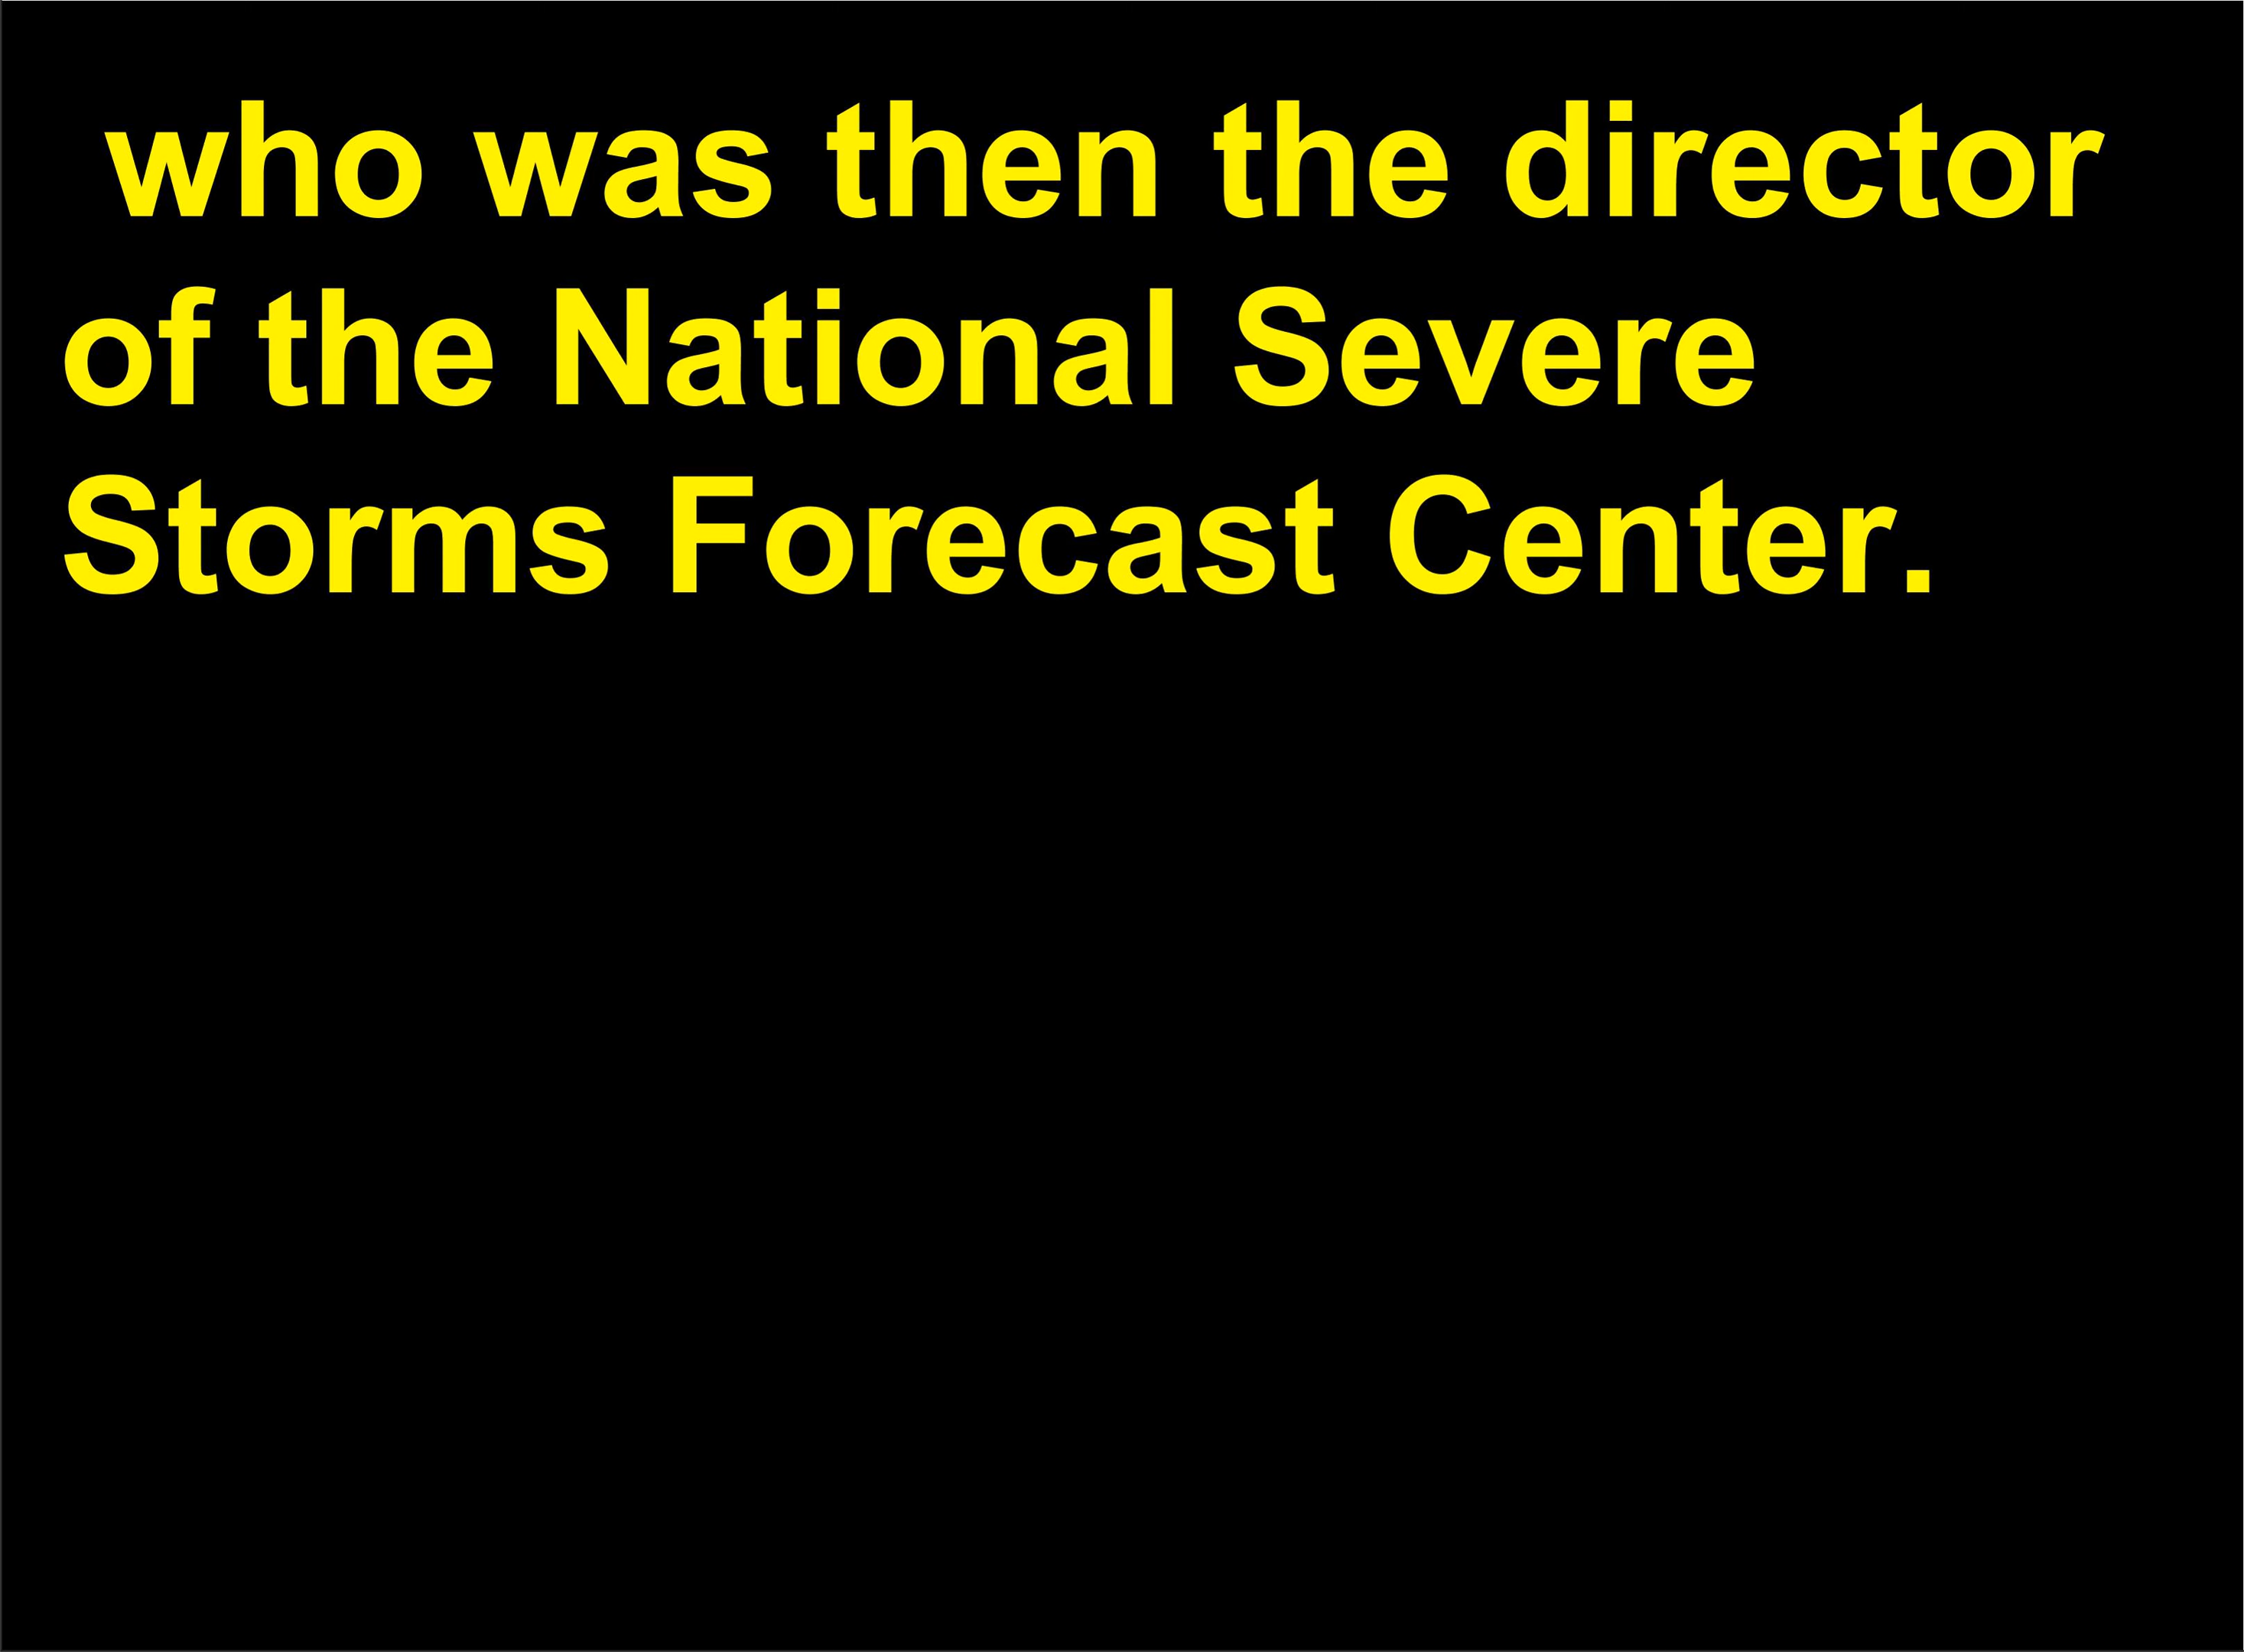 who was then the director
of the National Severe
Storms Forecast Center.